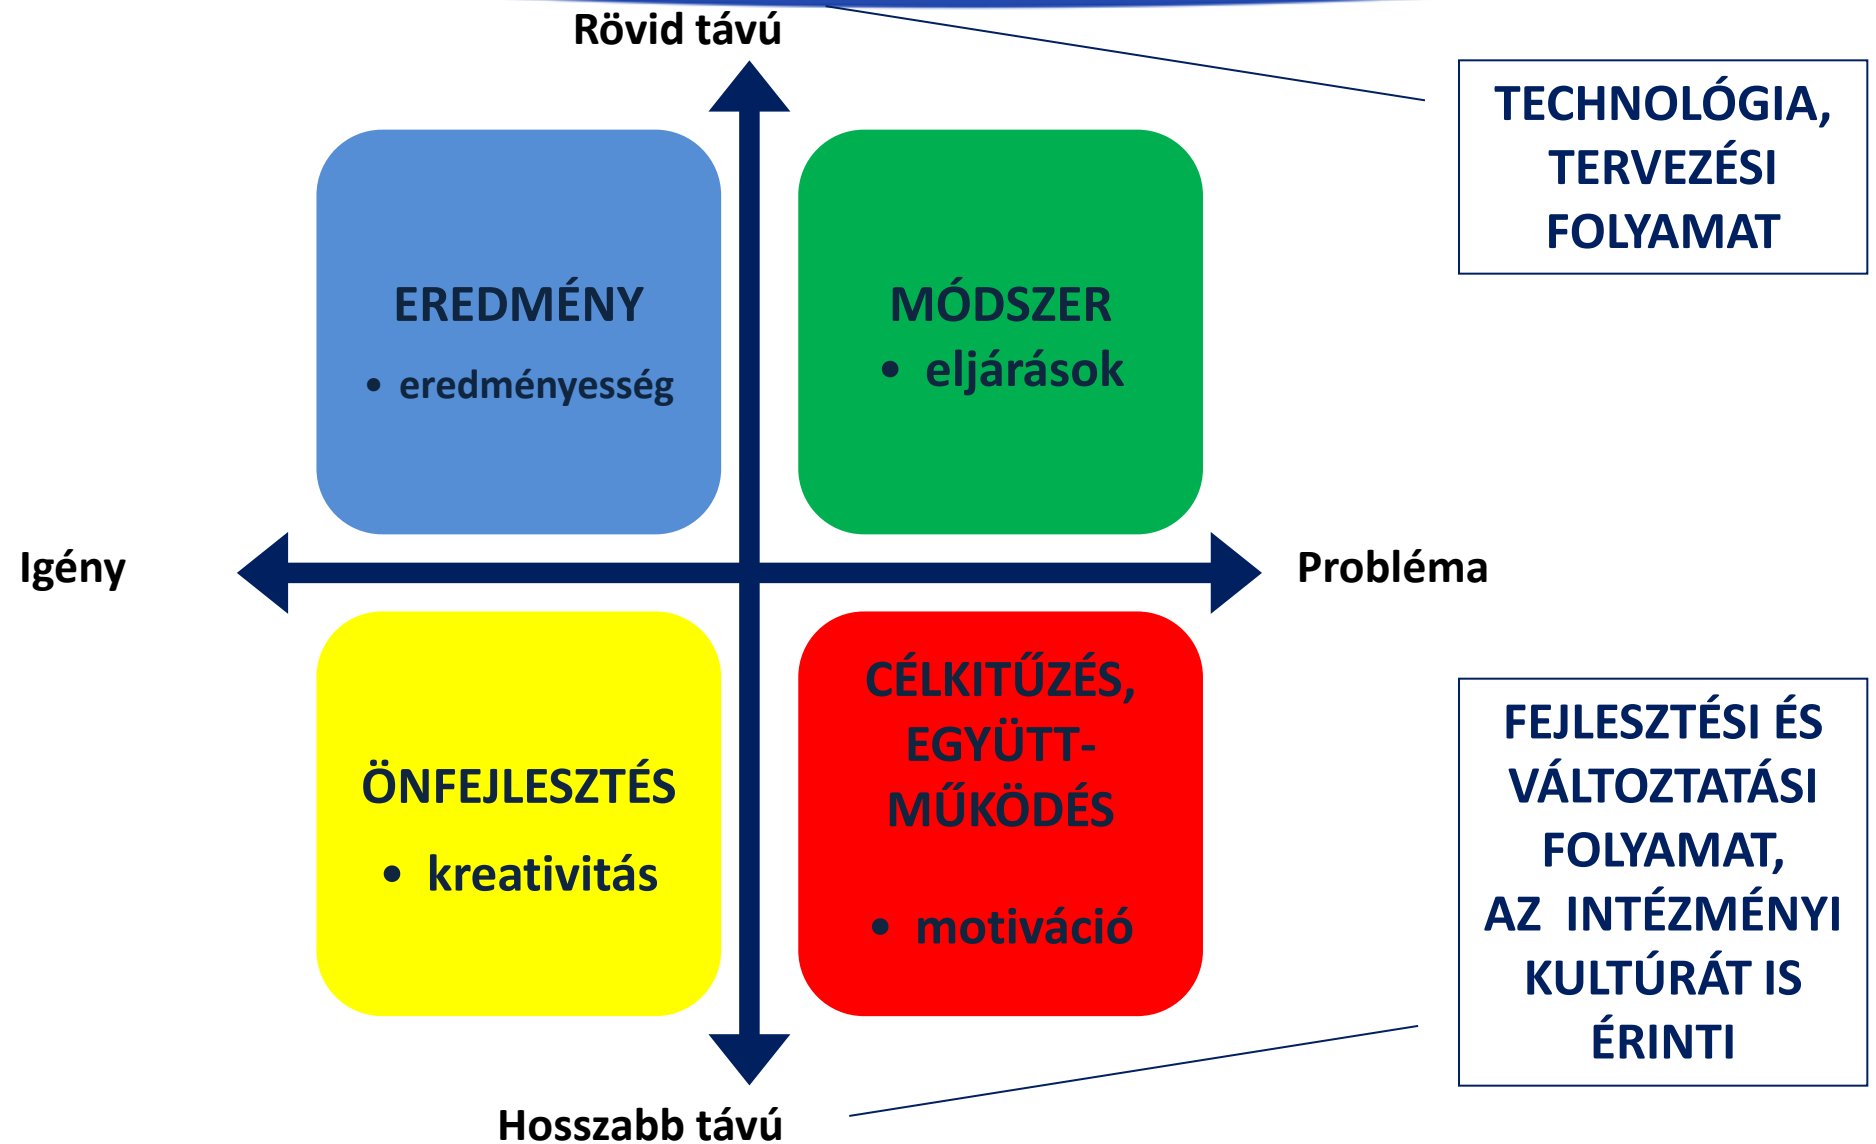 Rövid távú
TECHNOLÓGIA,
TERVEZÉSI
FOLYAMAT
EREDMÉNY
• eredményesség
MÓDSZER
• eljárások
Igény
Probléma
ÖNFEJLESZTÉS
• kreativitás
CÉLKITŰZÉS,
EGYÜTT-
MŰKÖDÉS
• motiváció
FEJLESZTÉSI ÉS
VÁLTOZTATÁSI
FOLYAMAT,
AZ  INTÉZMÉNYI
KULTÚRÁT IS
ÉRINTI
Hosszabb távú